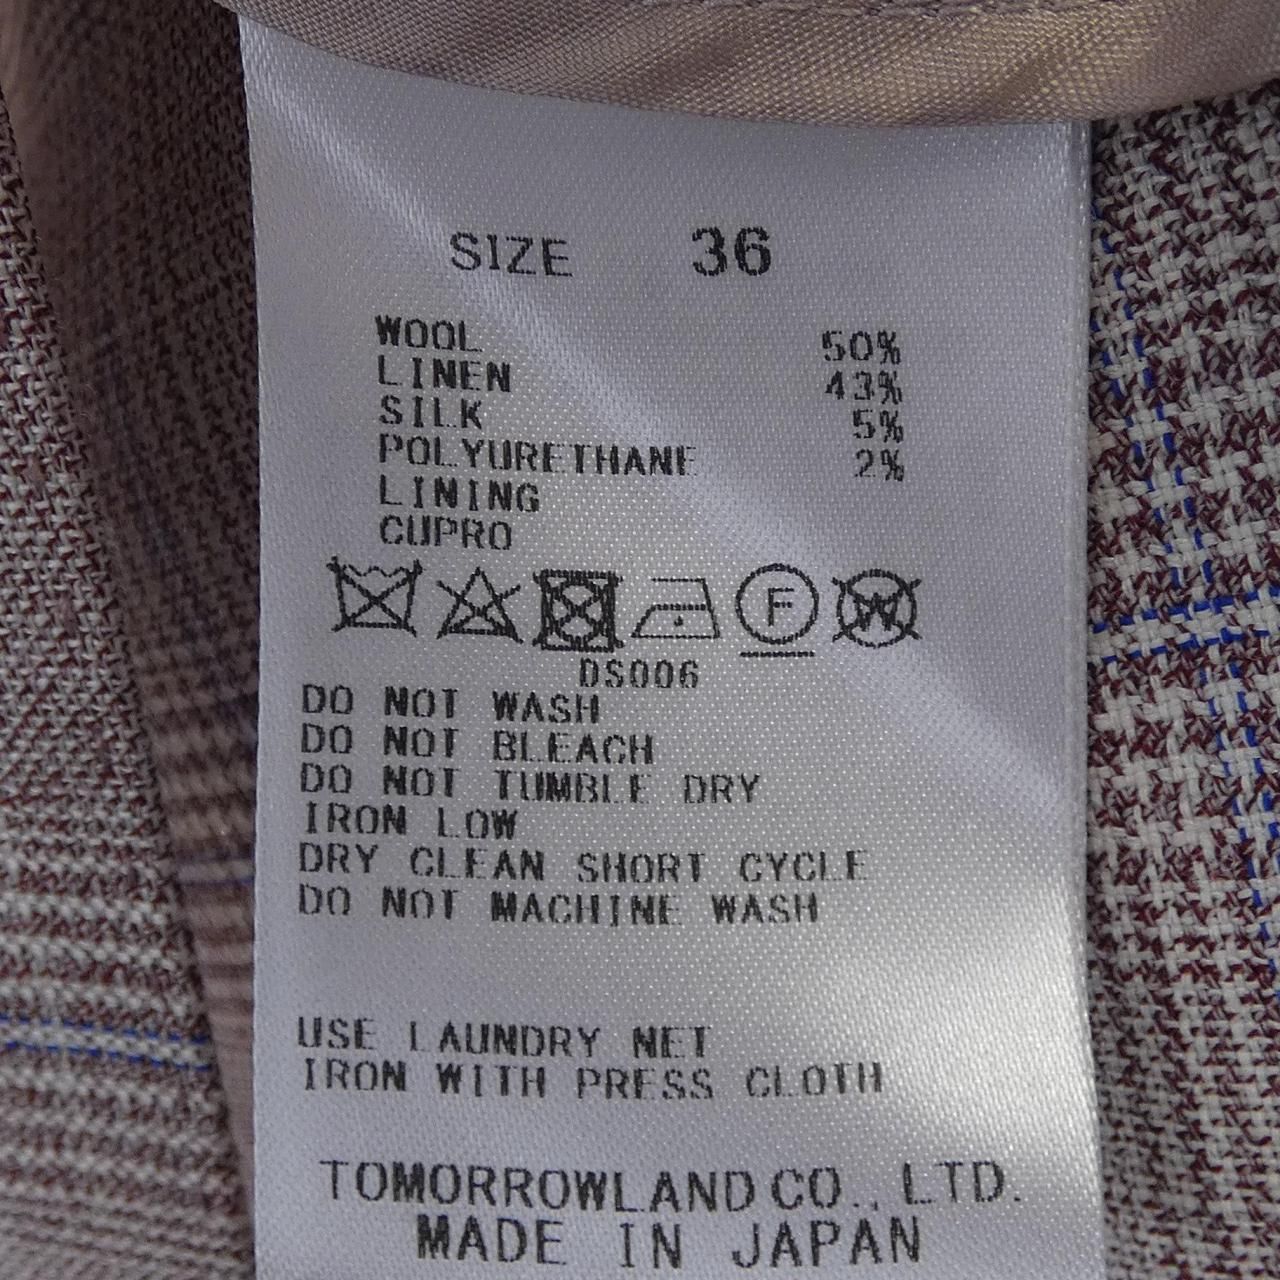 SIZE 36
WOOL 50%
LINEN 43%
SILK 5%
POLYURETHANE 2%
LINING
CUPRO
F W
DS006
DO NOT WASH
DO NOT BLEACH
DO NOT TUMBLE DRY
IRON LOW
DRY CLEAN SHORT CYCLE
DO NOT MACHINE WASH
USE LAUNDRY NET
IRON WITH PRESS CLOTH
TOMORROWLAND CO., LTD.
MADE IN JAPAN